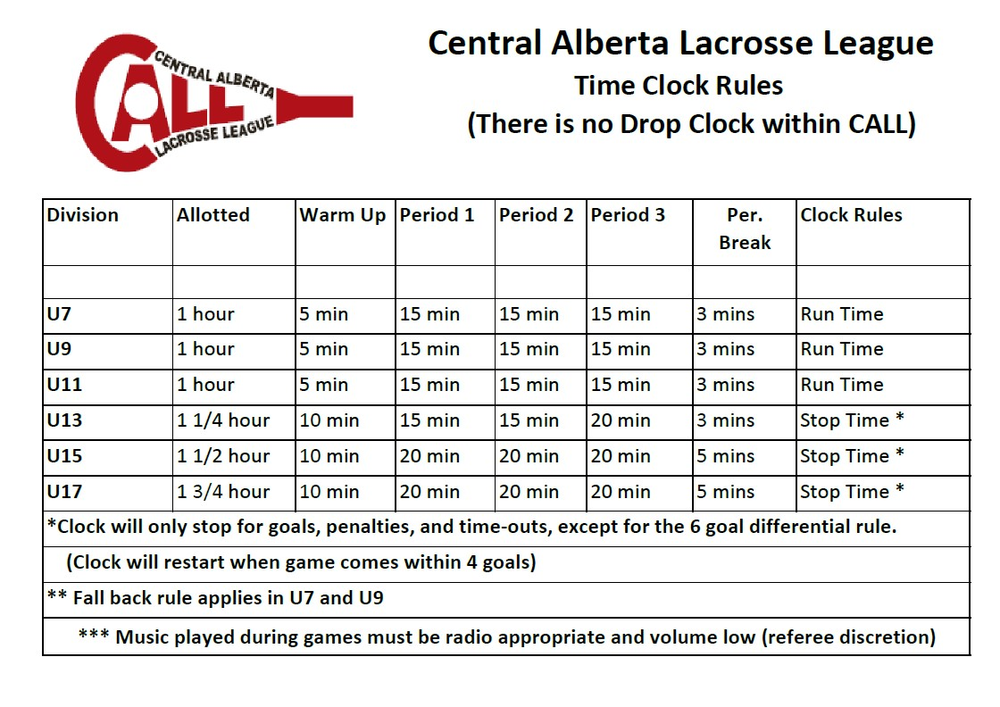 CENTRAL ALBERTA
CALL
LACROSSE LEAGUE
Central Alberta Lacrosse League
Time Clock Rules
(There is no Drop Clock within CALL)
Division Allotted Warm Up Period 1 Period 2 Period 3 Per. Break Clock Rules
U7 1 hour 5 min 15 min 15 min 15 min 3 mins Run Time
U9 1 hour 5 min 15 min 15 min 15 min 3 mins Run Time
U11 1 hour 5 min 15 min 15 min 15 min 3 mins Run Time
U13 1 1/4 hour 10 min 15 min 15 min 20 min 3 mins Stop Time *
U15 1 1/2 hour 10 min 20 min 20 min 20 min 5 mins Stop Time *
U17 1 3/4 hour 10 min 20 min 20 min 20 min 5 mins Stop Time *
*Clock will only stop for goals, penalties, and time-outs, except for the 6 goal differential rule.
(Clock will restart when game comes within 4 goals)
** Fall back rule applies in U7 and U9
*** Music played during games must be radio appropriate and volume low (referee discretion)